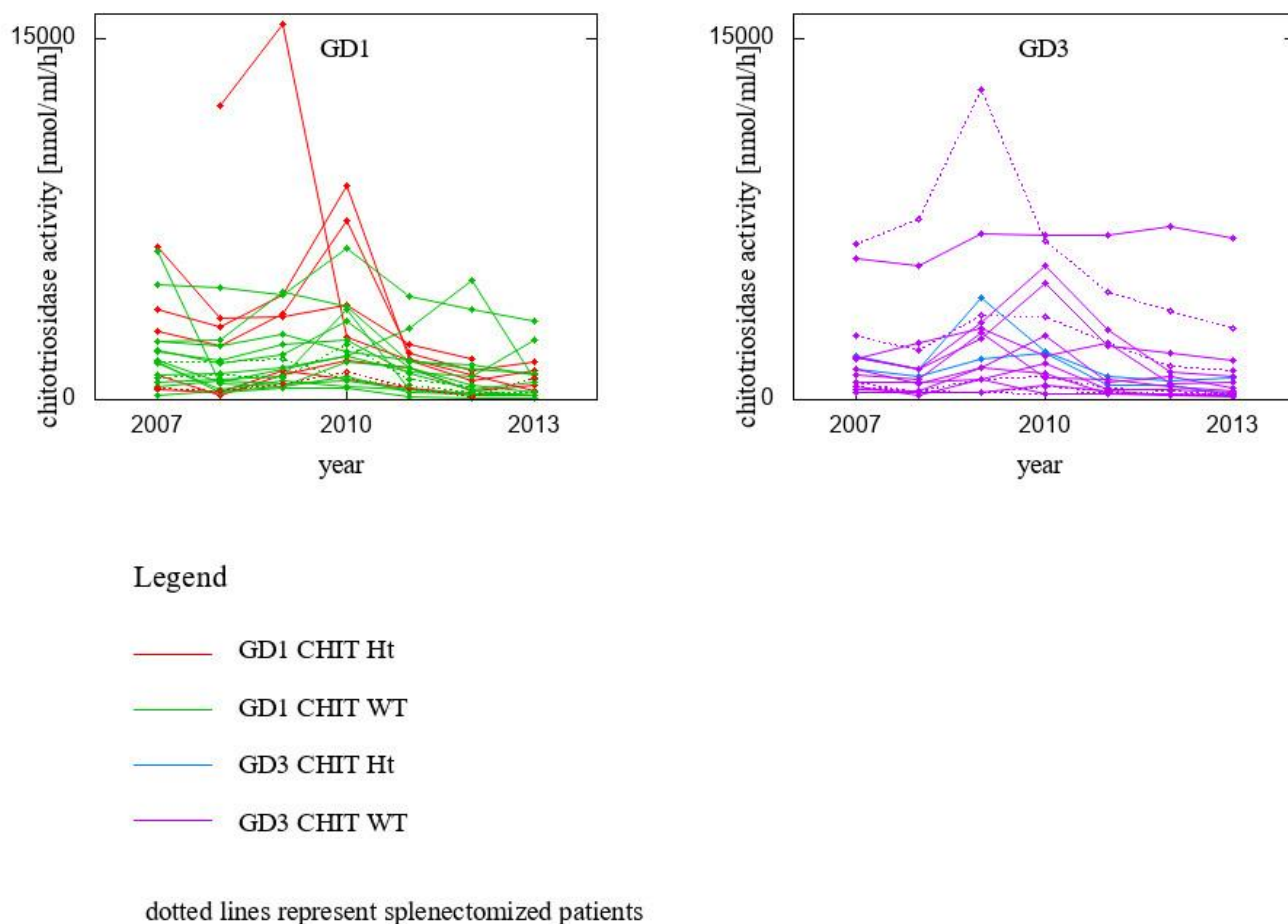 15000
GD1
chitotriosidase activity [nmol/ml/h]
0
2007
2010
2013
year
15000
GD3
chitotriosidase activity [nmol/ml/h]
0
2007
2010
2013
year
Legend
GD1 CHIT Ht
GD1 CHIT WT
GD3 CHIT Ht
GD3 CHIT WT
dotted lines represent splenectomized patients